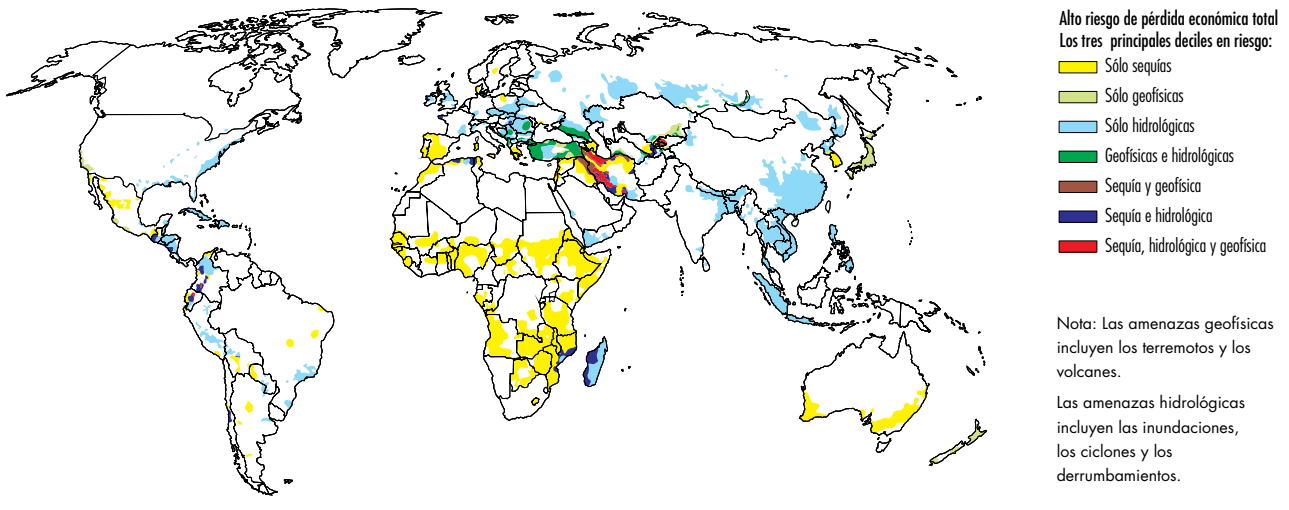 Alto riesgo de pérdida económica total
Los tres principales deciles en riesgo:
Sólo sequías
Sólo geofísicas
Sólo hidrológicas
Geofísicas e hidrológicas
Sequía y geofísica
Sequía e hidrológica
Sequía, hidrológica y geofísica
Nota: Las amenazas geofísicas
incluyen los terremotos y los
volcanes.
Las amenazas hidrológicas
incluyen las inundaciones,
los ciclones y los
derrumbamientos.